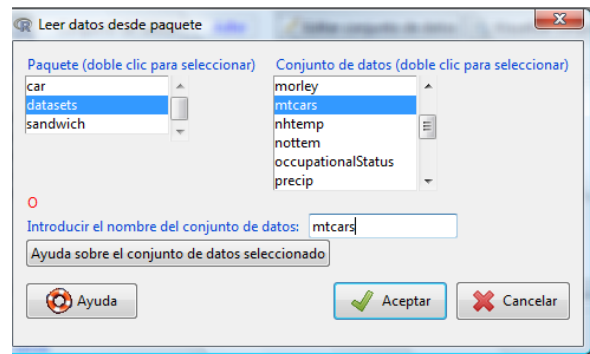 Leer datos desde paquete
Paquete (doble clic para seleccionar)
Conjunto de datos (doble clic para seleccionar)
car
datasets
sandwich
morley
mtcars
nhtemp
nottem
occupationalStatus
precip
O
Introducir el nombre del conjunto de datos: mtcars
Ayuda sobre el conjunto de datos seleccionado
Ayuda
Aceptar
Cancelar